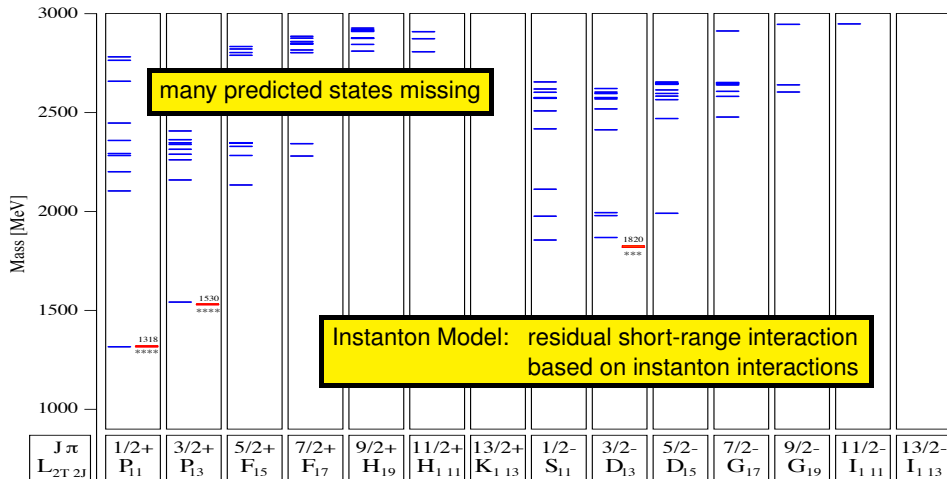 3000
many predicted states missing
2500
Mass [MeV]
2000
1820
***
1530
****
1500
Instanton Model: residual short-range interaction
based on instanton interactions
1318
****
1000
Jπ 1/2+ 3/2+ 5/2+ 7/2+ 9/2+ 11/2+ 13/2+ 1/2- 3/2- 5/2- 7/2- 9/2- 11/2- 13/2-
L2T 2J P11 P13 F15 F17 H19 H1 11 K1 13 S11 D13 D15 G17 G19 I1 11 I1 13